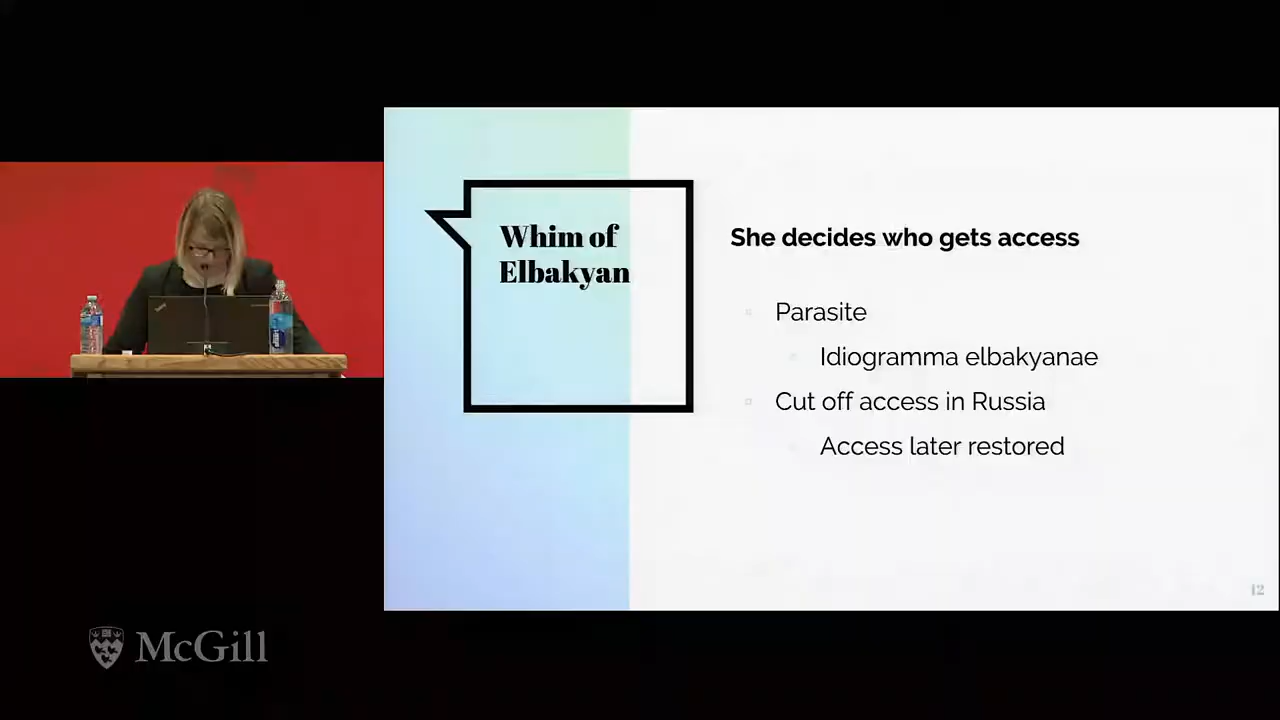 Whim of
Elbakyan
She decides who gets access
Parasite
Idiogramma elbakyanae
Cut off access in Russia
Access later restored
12
McGill